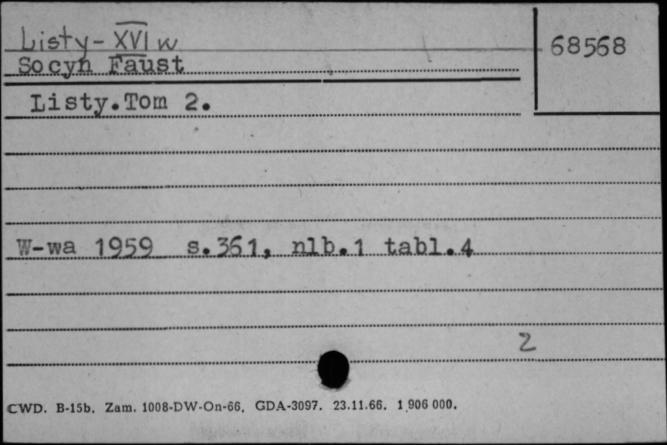 Listy - XVI w
68568
Socyn Faust
Listy.Tom 2.
W-wa 1959 s.361, nlb.1 tabl.4
2
CWD. B-15b. Zam. 1008-DW-On-66. GDA-3097. 23.11.66. 1 906 000.